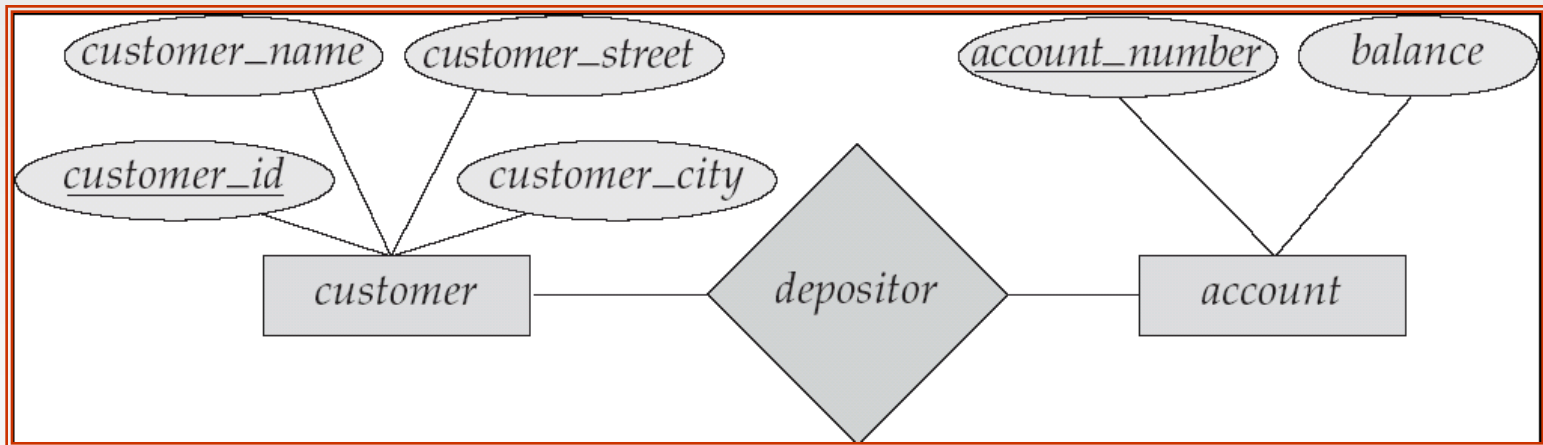 customer_name
customer_street
account_number
balance
customer_id
customer_city
customer
depositor
account